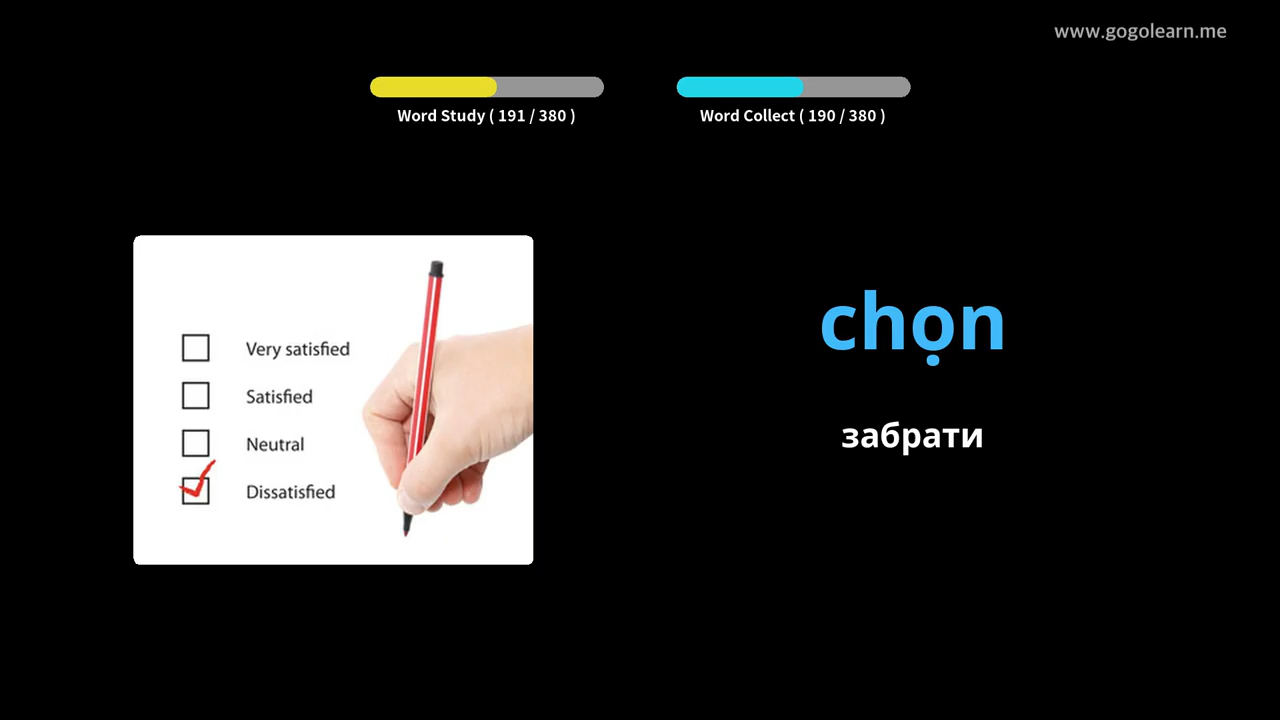 www.gogolearn.me
Word Study ( 191 / 380 )
Word Collect ( 190 / 380 )
Very satisfied
Satisfied
Neutral
Dissatisfied
chọn
забрати